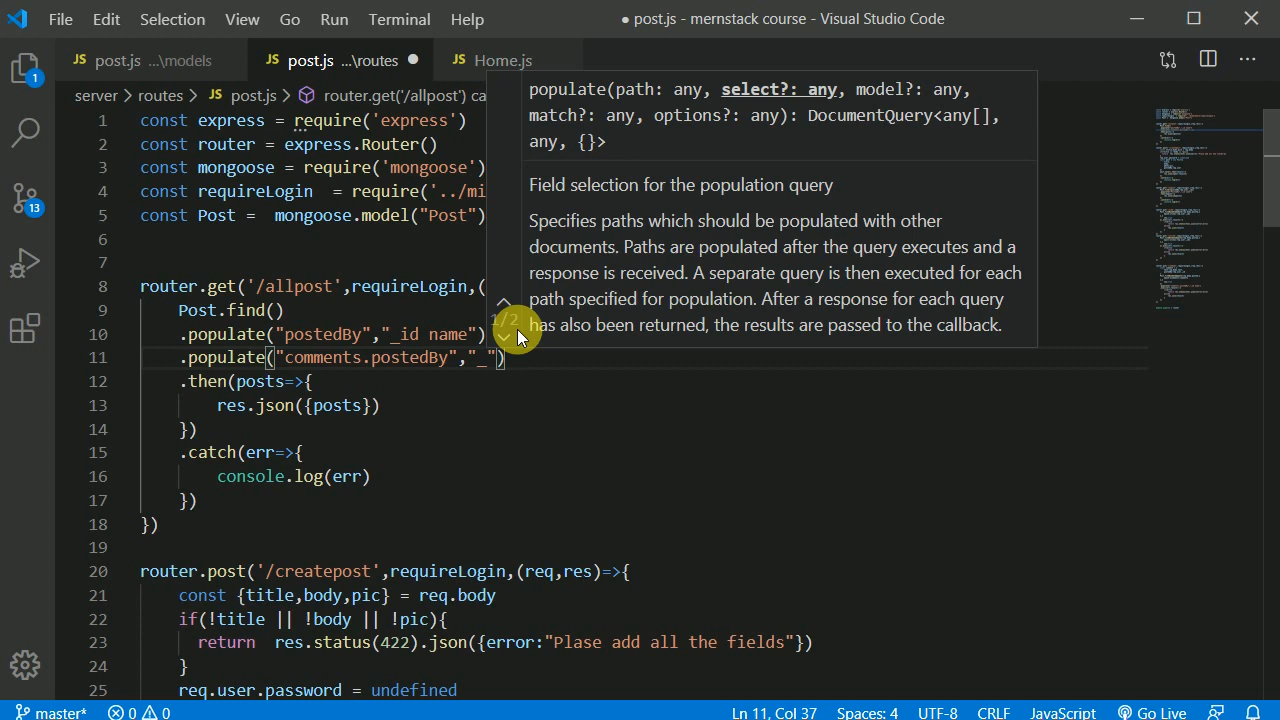 File Edit Selection View Go Run Terminal Help ● post.js - mernstack course - Visual Studio Code
JS post.js ...\models JS post.js ...\routes ● JS Home.js
server > routes > JS post.js > router.get('/allpost') ca
populate(path: any, select?: any, model?: any,
match?: any, options?: any): DocumentQuery<any[],
any, {}>
Field selection for the population query
Specifies paths which should be populated with other
documents. Paths are populated after the query executes and a
response is received. A separate query is then executed for each
path specified for population. After a response for each query
has also been returned, the results are passed to the callback.
1/2
1 const express = require('express')
2 const router = express.Router()
3 const mongoose = require('mongoose')
4 const requireLogin  = require('../mi
5 const Post =  mongoose.model("Post")
6
7
8 router.get('/allpost',requireLogin,(
9 Post.find()
10 .populate("postedBy","_id name")
11 .populate("comments.postedBy","_")
12 .then(posts=>{
13 res.json({posts})
14 })
15 .catch(err=>{
16 console.log(err)
17 })
18 })
19
20 router.post('/createpost',requireLogin,(req,res)=>{
21 const {title,body,pic} = req.body
22 if(!title || !body || !pic){
23 return  res.status(422).json({error:"Plase add all the fields"})
24 }
25 req.user.password = undefined
1
13
master* 0 0 Ln 11, Col 37 Spaces: 4 UTF-8 CRLF JavaScript Go Live